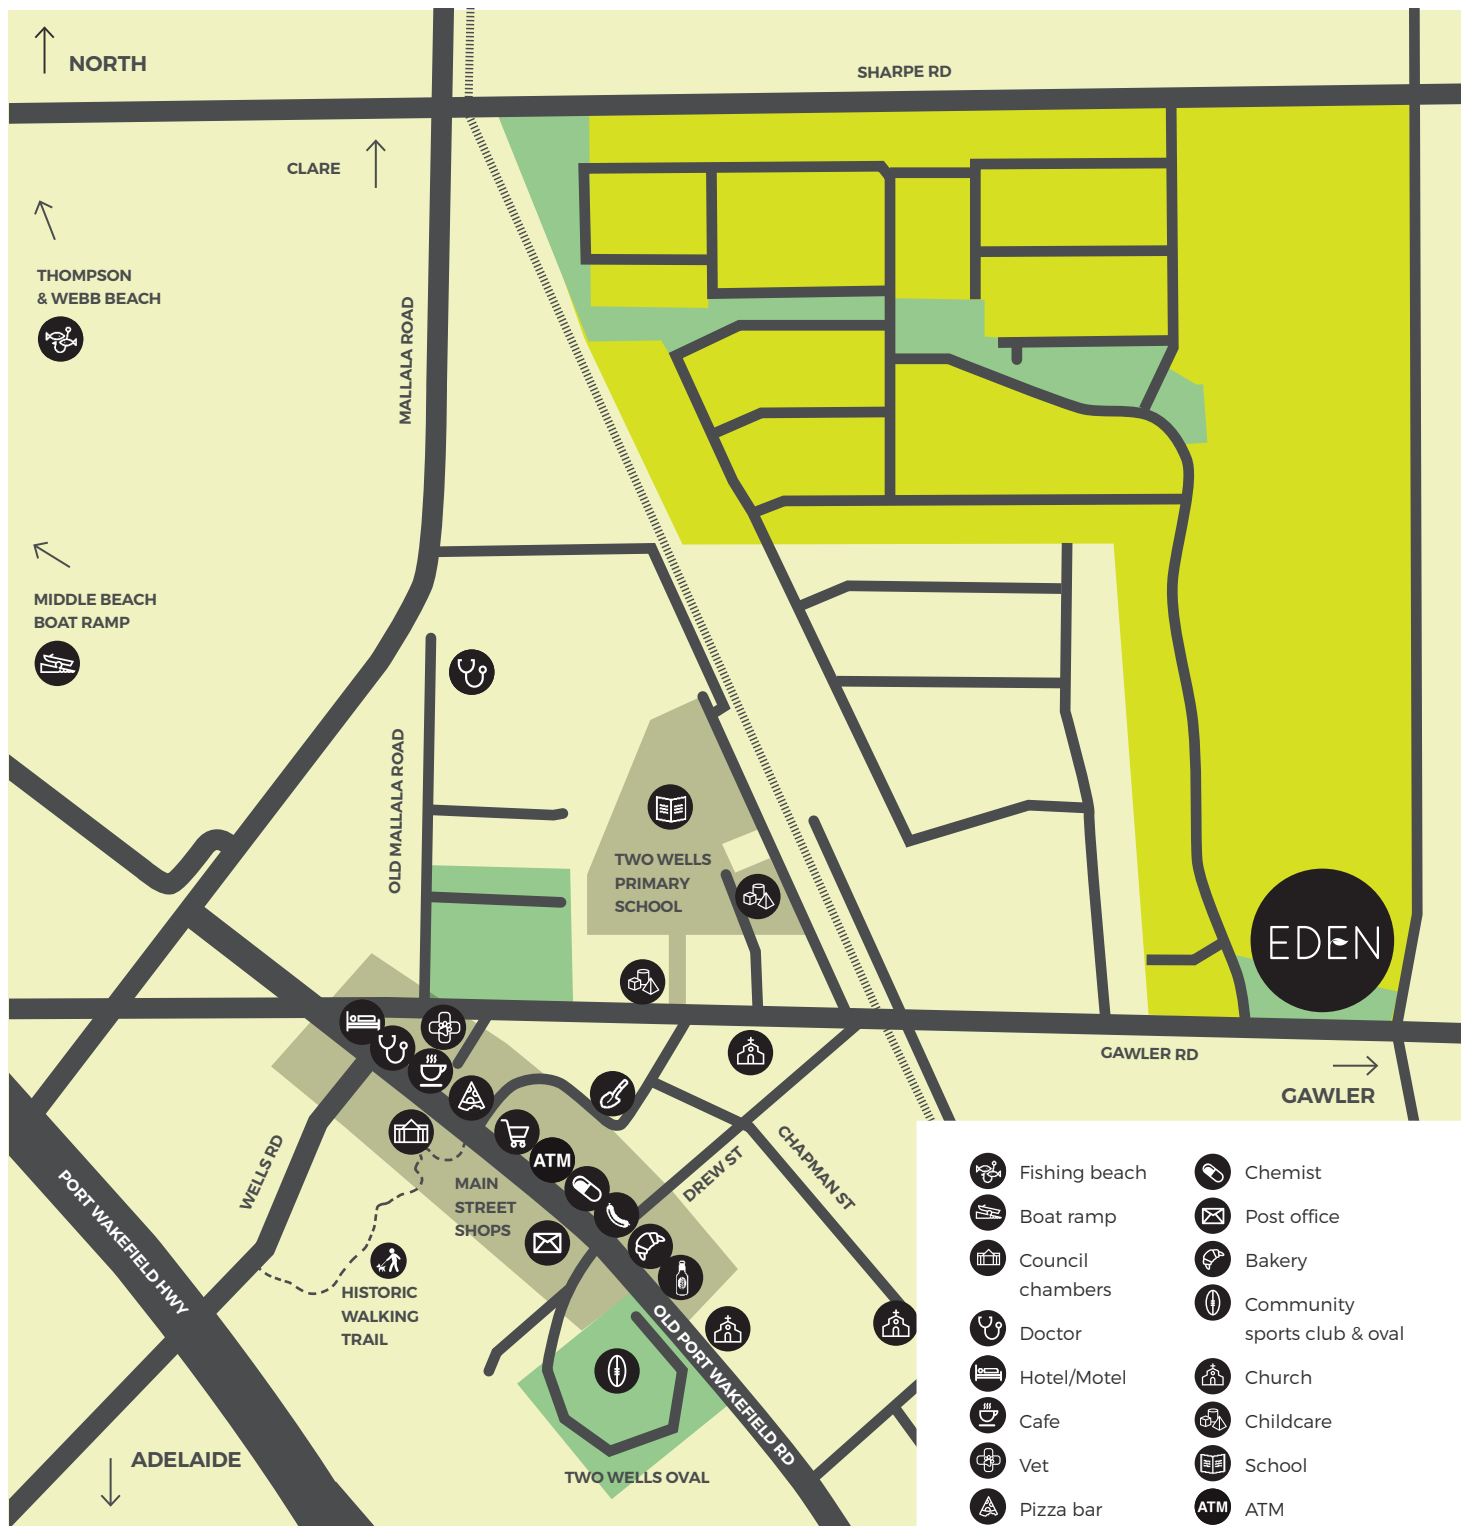 NORTH
SHARPE RD
CLARE
THOMPSON
& WEBB BEACH
MALLALA ROAD
MIDDLE BEACH
BOAT RAMP
OLD MALLALA ROAD
TWO WELLS
PRIMARY
SCHOOL
EDEN
GAWLER RD
GAWLER
WELLS RD
PORT WAKEFIELD HWY
ATM
MAIN
STREET
SHOPS
DREW ST
CHAPMAN ST
HISTORIC
WALKING
TRAIL
OLD PORT WAKEFIELD RD
TWO WELLS OVAL
ADELAIDE
Fishing beach
Boat ramp
Council
chambers
Doctor
Hotel/Motel
Cafe
Vet
Pizza bar
Chemist
Post office
Bakery
Community
sports club & oval
Church
Childcare
School
ATM
ATM